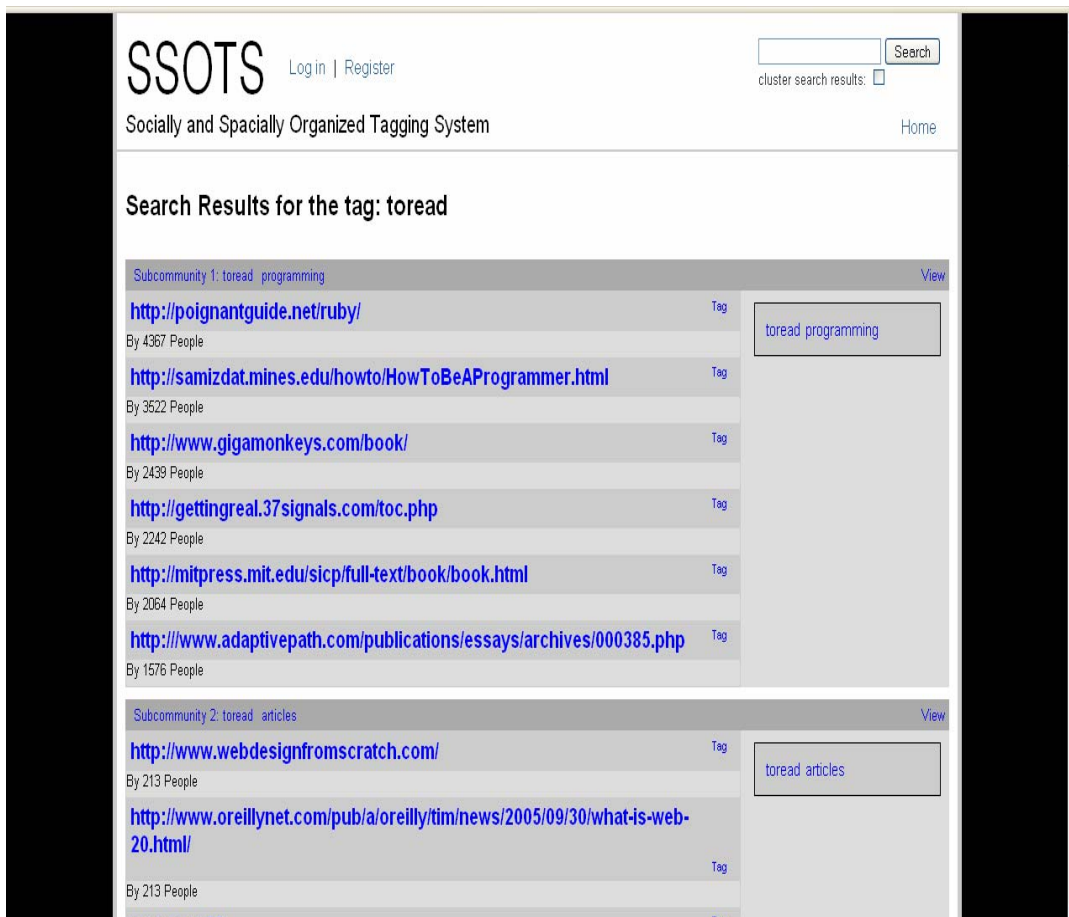 SSOTS
Log in | Register
Search
cluster search results:
Socially and Spacially Organized Tagging System
Home
Search Results for the tag: toread
Subcommunity 1: toread programming
View
http://poignantguide.net/ruby/
Tag
By 4367 People
toread programming
http://samizdat.mines.edu/howto/HowToBeAProgrammer.html
Tag
By 3522 People
http://www.gigamonkeys.com/book/
Tag
By 2439 People
http://gettingreal.37signals.com/toc.php
Tag
By 2242 People
http://mitpress.mit.edu/sicp/full-text/book/book.html
Tag
By 2064 People
http:///www.adaptivepath.com/publications/essays/archives/000385.php
Tag
By 1576 People
Subcommunity 2: toread articles
View
http://www.webdesignfromscratch.com/
Tag
By 213 People
toread articles
http://www.oreillynet.com/pub/a/oreilly/tim/news/2005/09/30/what-is-web-
20.html/
Tag
By 213 People